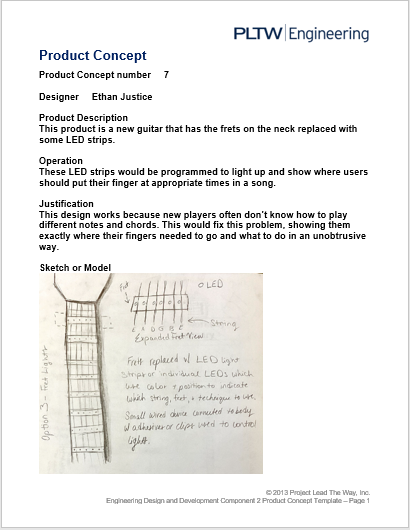 PLTW Engineering
Product Concept
Product Concept number 7
Designer Ethan Justice
Product Description
This product is a new guitar that has the frets on the neck replaced with
some LED strips.
Operation
These LED strips would be programmed to light up and show where users
should put their finger at appropriate times in a song.
Justification
This design works because new players often don't know how to play
different notes and chords. This would fix this problem, showing them
exactly where their fingers needed to go and what to do in an unobtrusive
way.
Sketch or Model
Option 3 - Fret Lights
Fret
O LED
E A D G B E
String
Expanded Fret View
Frets replaced w/ LED light
strips or individual LEDs which
use color + position to indicate
which string, fret, + technique to use.
Small wired device connected to body
w/ adhesive or clips used to control
lights.
© 2013 Project Lead The Way, Inc.
Engineering Design and Development Component 2 Product Concept Template – Page 1